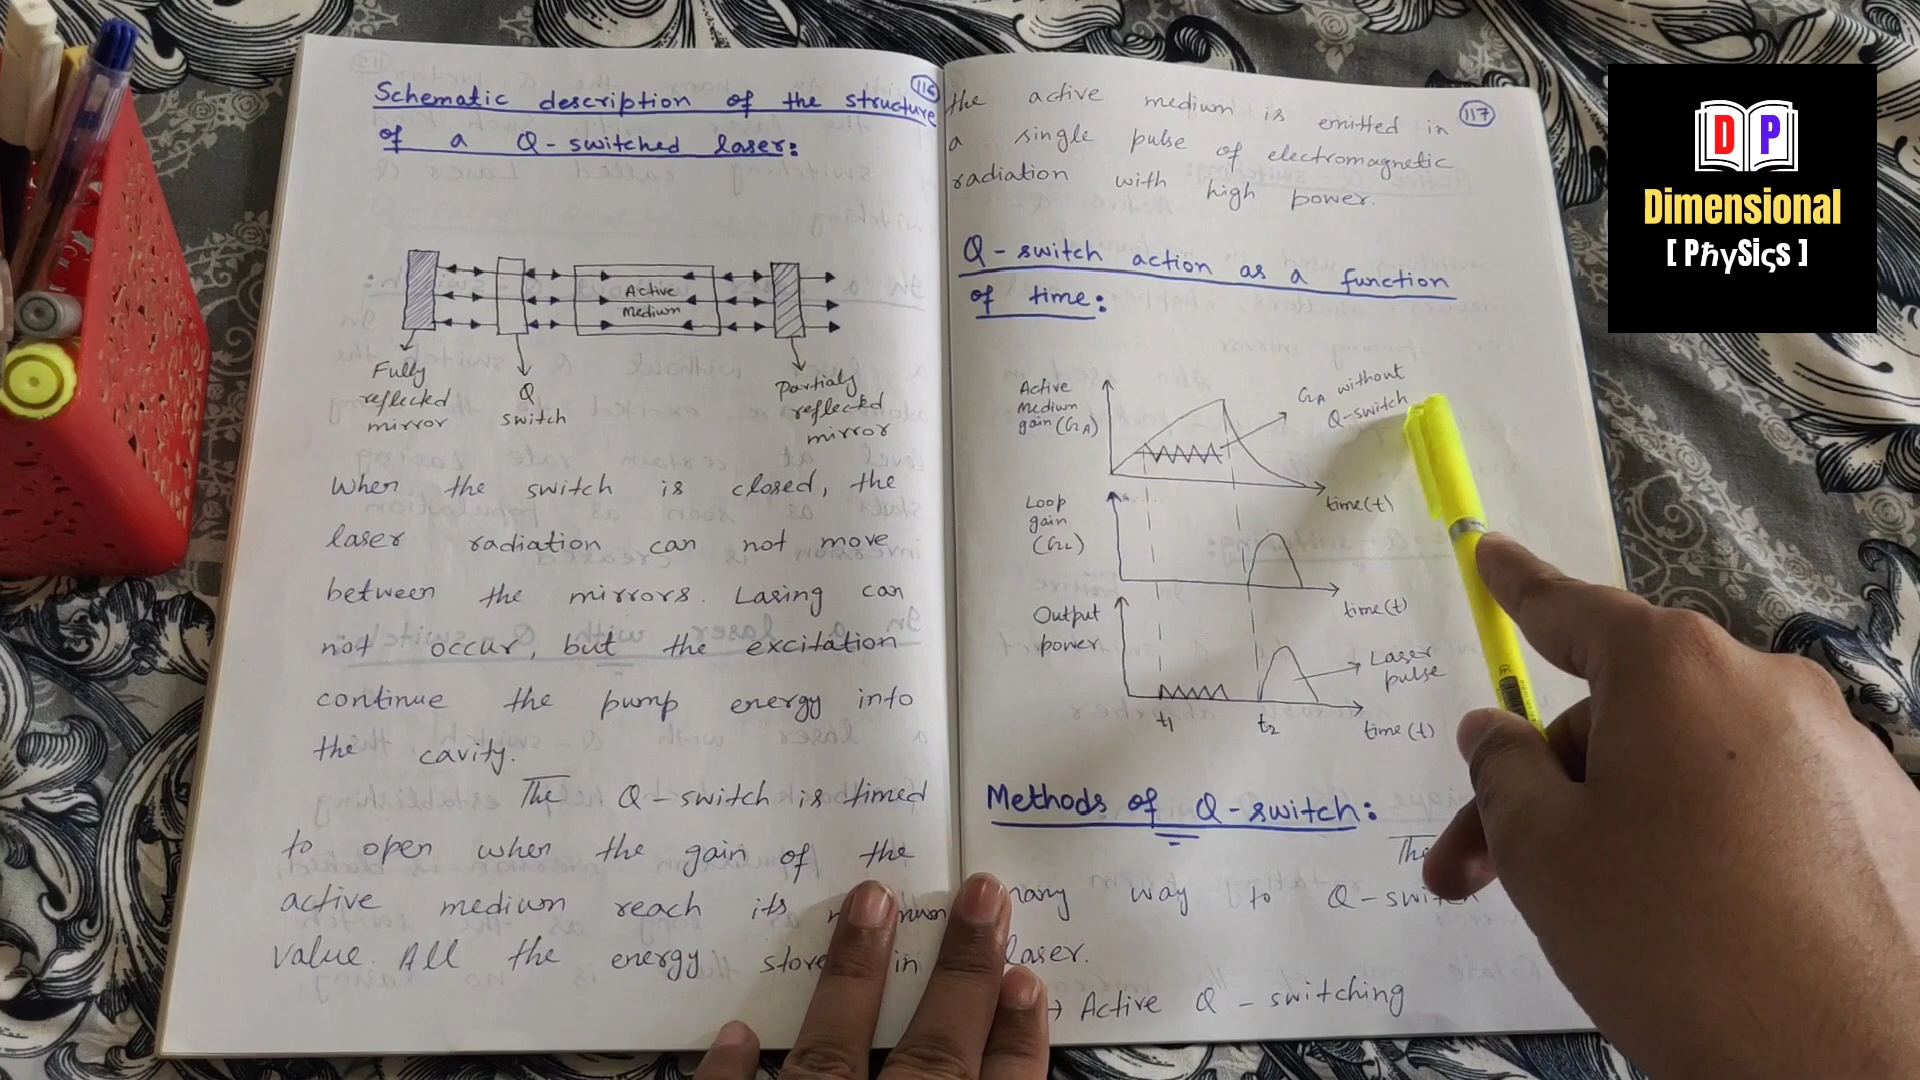 116
Schematic description of the structure
of a Q-switched laser:
Active
Medium
Fully
reflected
mirror
Q
switch
Partialy
reflected
mirror
When the switch is closed, the
laser radiation can not move
between the mirrors. Lasing can
not occur, but the excitation
continue the pump energy into
the cavity.
The Q-switch is timed
to open when the gain of the
active medium reach its
value. All the energy in
117
the active medium is emitted in
a single pulse of electromagnetic
radiation with high power.
Q-switch action as a function
of time:
Active
Medium
gain (GA)
GA without
Q-switch
time(t)
Loop
gain
(GL)
time(t)
Output
power
Laser
pulse
t1 t2 time(t)
Methods of Q-switch:
The
many way to Q-switch
laser.
→ Active Q-switching
DP
Dimensional
[ PℏγSiςs ]